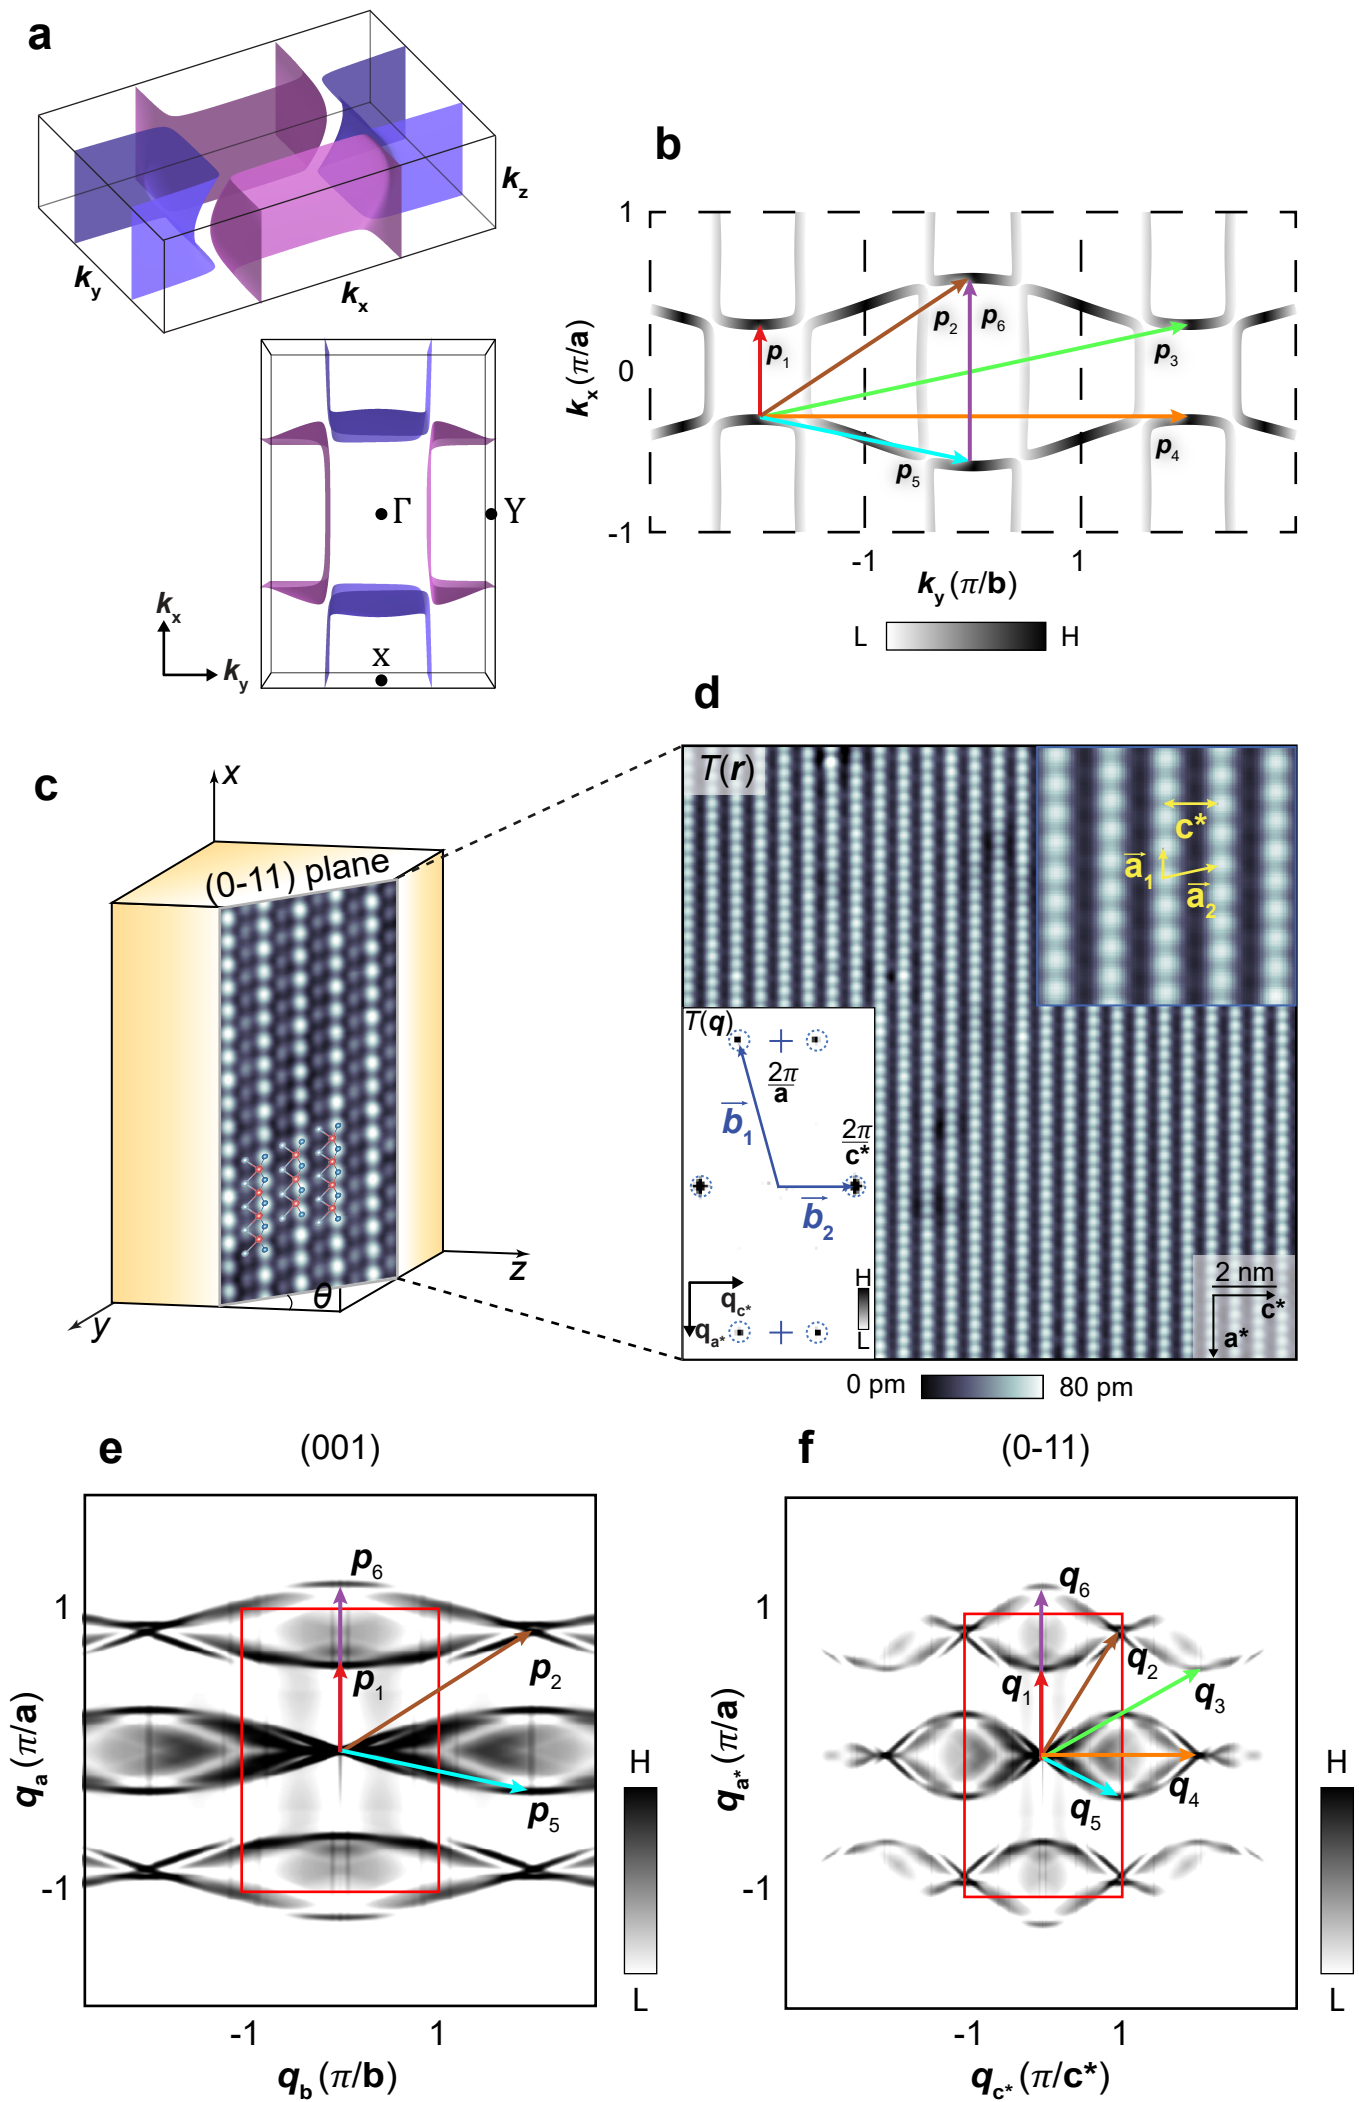 a
k_z
k_y
k_x
Γ
Y
X
k_x
k_y
b
1
0
-1
k_x (π/a)
p_1
p_2
p_6
p_3
p_5
p_4
-1
1
k_y (π/b)
L
H
c
x
(0-11) plane
θ
z
y
d
T(r)
c*
a_1
a_2
T(q)
2π/a
b_1
2π/c*
b_2
q_c*
q_a*
H
L
2 nm
c*
a*
0 pm
80 pm
e
(001)
p_6
1
p_2
p_1
q_a (π/a)
p_5
-1
H
L
-1
1
q_b (π/b)
f
(0-11)
q_6
1
q_2
q_1
q_3
q_a* (π/a)
q_4
q_5
-1
H
L
-1
1
q_c* (π/c*)